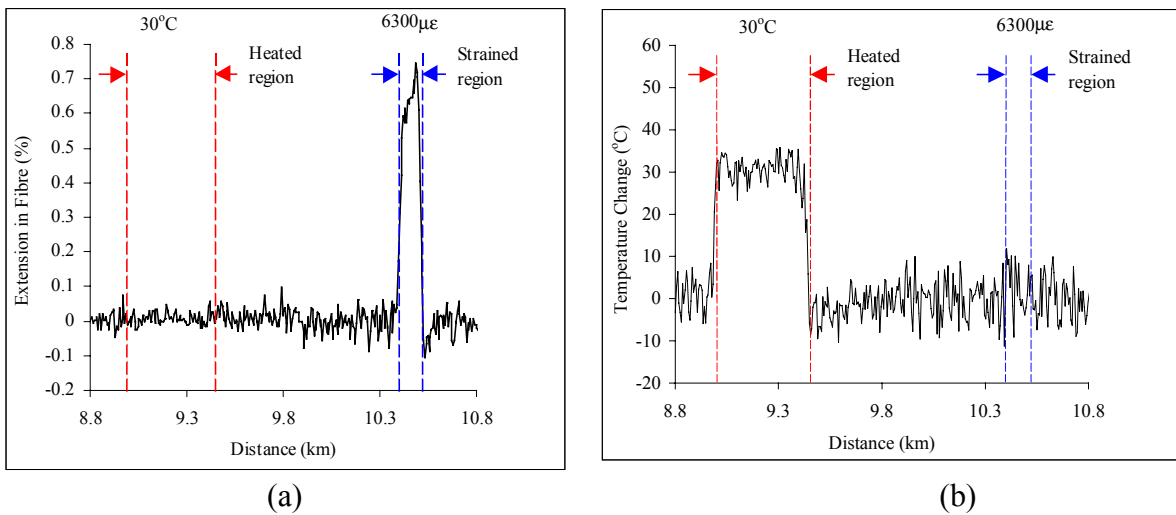 30°C
6300με
Heated
region
Strained
region
Extension in Fibre (%)
0.8
0.7
0.6
0.5
0.4
0.3
0.2
0.1
0
-0.1
-0.2
8.8
9.3
9.8
10.3
10.8
Distance (km)
(a)
30°C
6300με
Heated
region
Strained
region
Temperature Change (°C)
60
50
40
30
20
10
0
-10
-20
8.8
9.3
9.8
10.3
10.8
Distance (km)
(b)